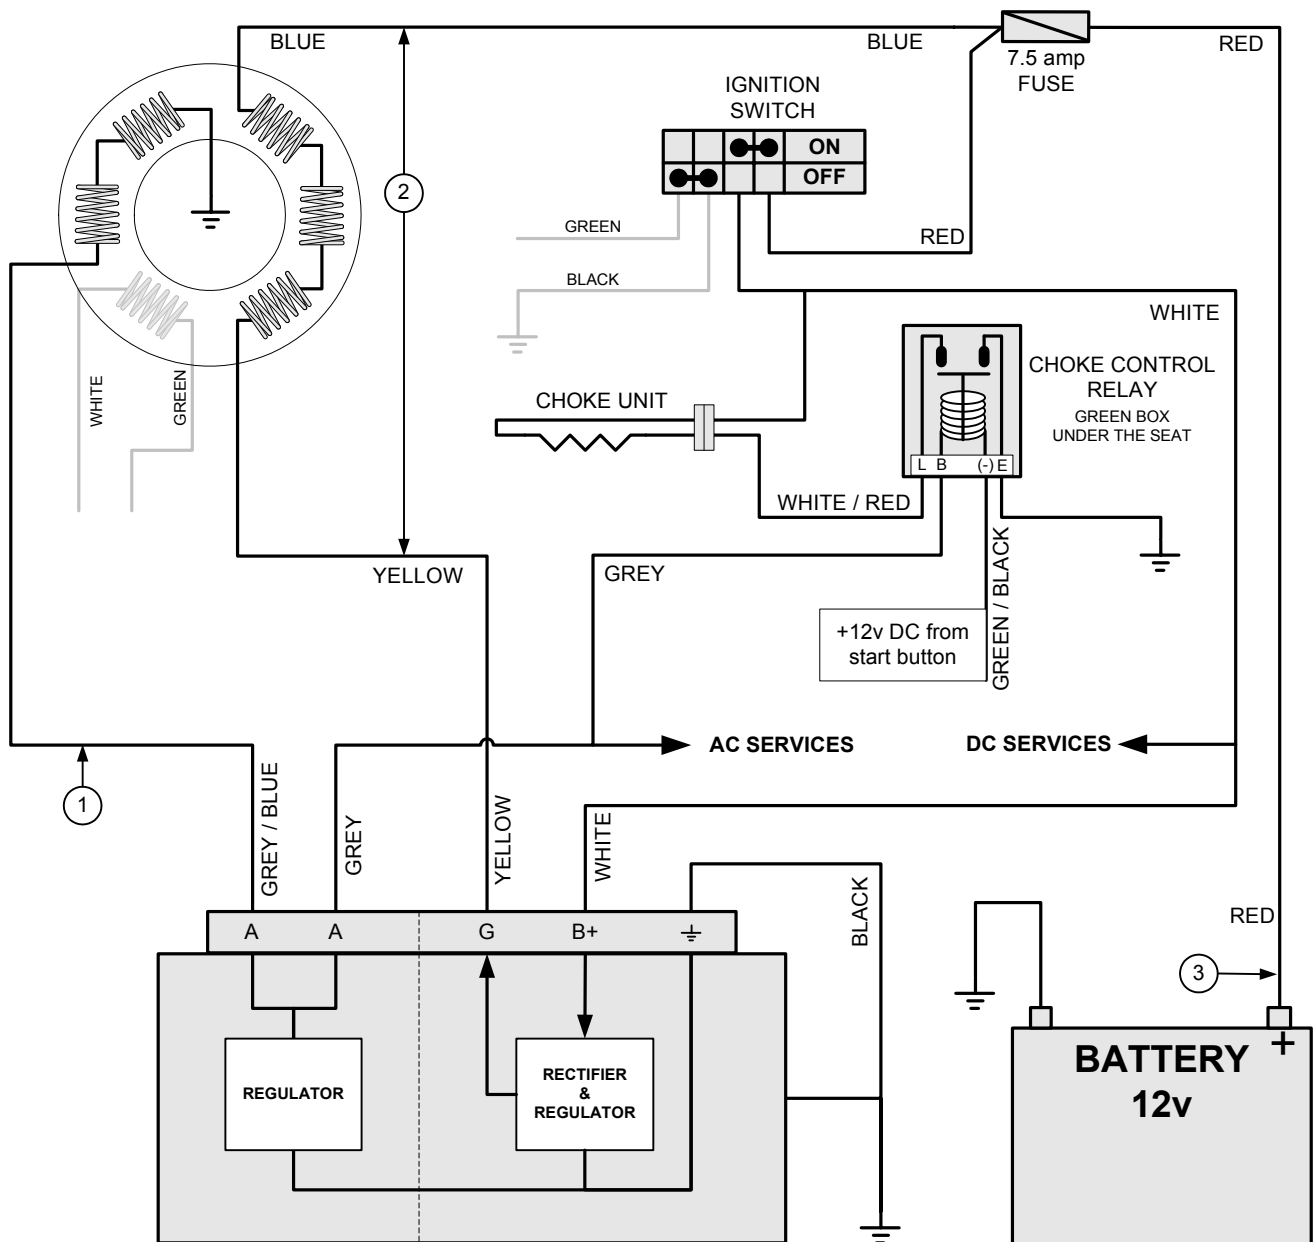 BLUE
BLUE
RED
7.5 amp
FUSE
IGNITION
SWITCH
ON
OFF
2
GREEN
RED
BLACK
WHITE
CHOKE CONTROL
RELAY
GREEN BOX
UNDER THE SEAT
WHITE
GREEN
CHOKE UNIT
L B (-) E
WHITE / RED
YELLOW
GREY
GREEN / BLACK
+12v DC from
start button
AC SERVICES
DC SERVICES
1
GREY / BLUE
GREY
YELLOW
WHITE
BLACK
RED
A A G B+
3
REGULATOR
RECTIFIER
&
REGULATOR
+
BATTERY
12v